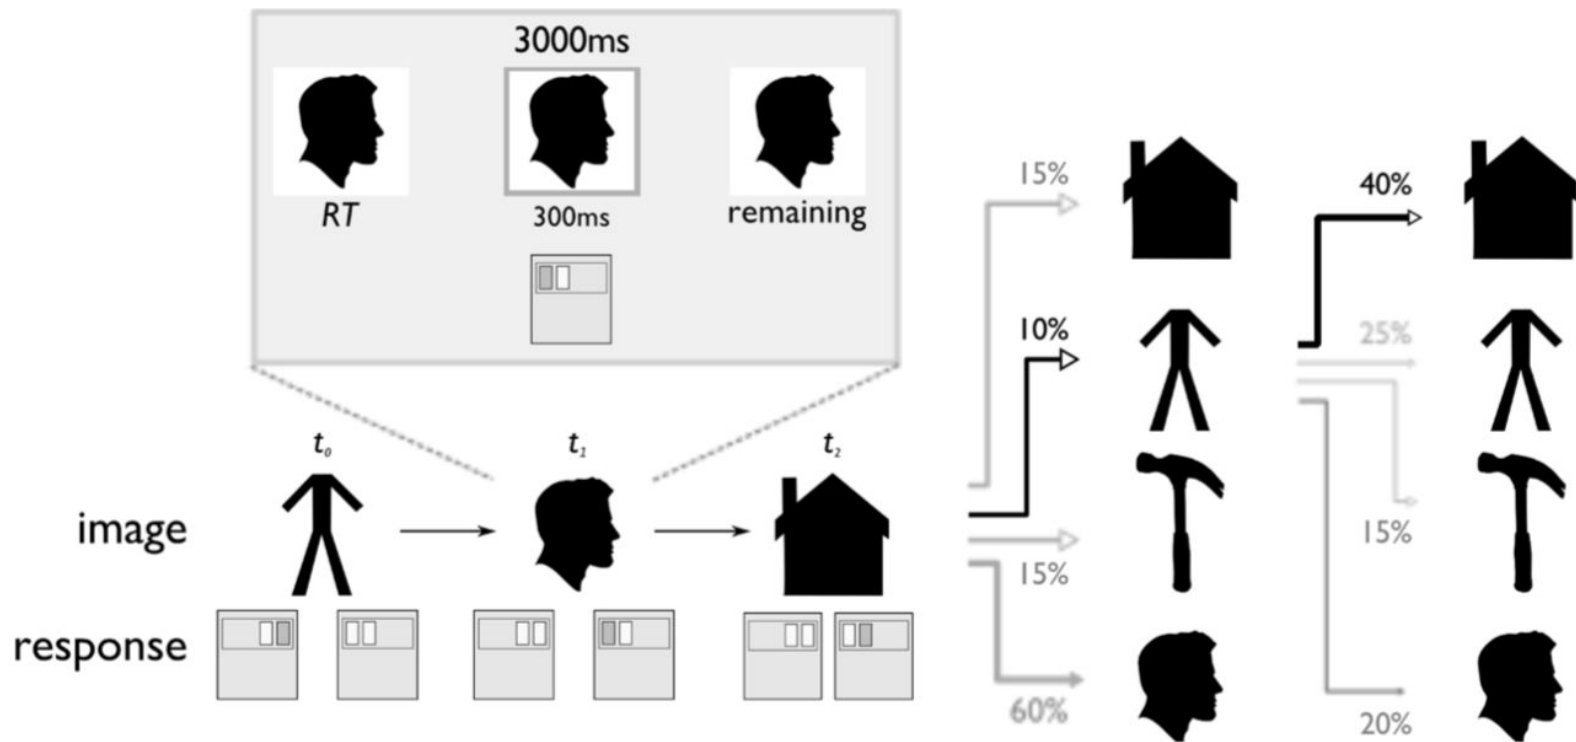 3000ms
RT
300ms
remaining
t₀
t₁
t₂
image
response
15%
10%
15%
60%
40%
25%
15%
20%